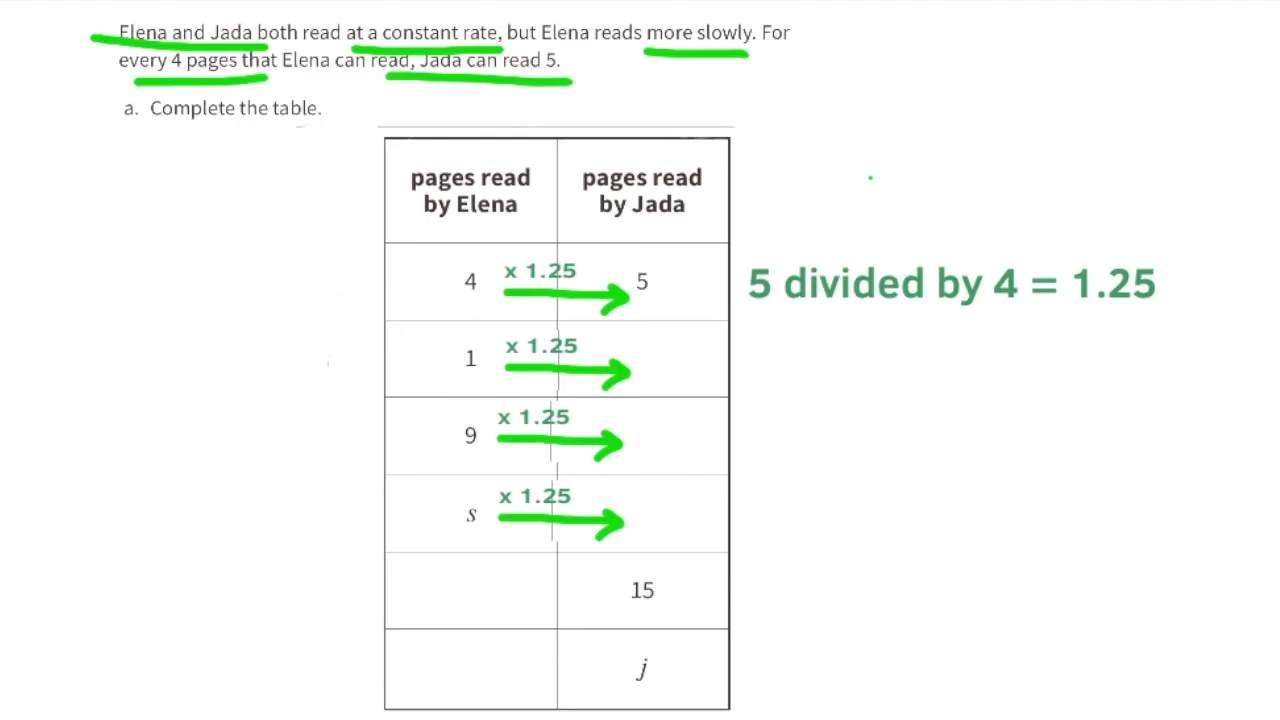 Elena and Jada both read at a constant rate, but Elena reads more slowly. For
every 4 pages that Elena can read, Jada can read 5.
a. Complete the table.
pages read by Elena
pages read by Jada
4 x 1.25 5
5 divided by 4 = 1.25
1 x 1.25
9 x 1.25
s x 1.25
15
j